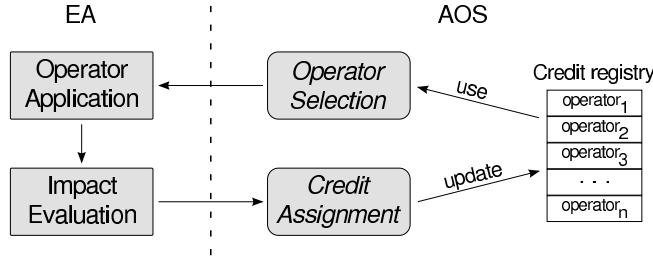 EA
AOS
Operator
Application
Operator
Selection
use
Credit registry
operator1
operator2
operator3
. . .
operatorn
Impact
Evaluation
Credit
Assignment
update